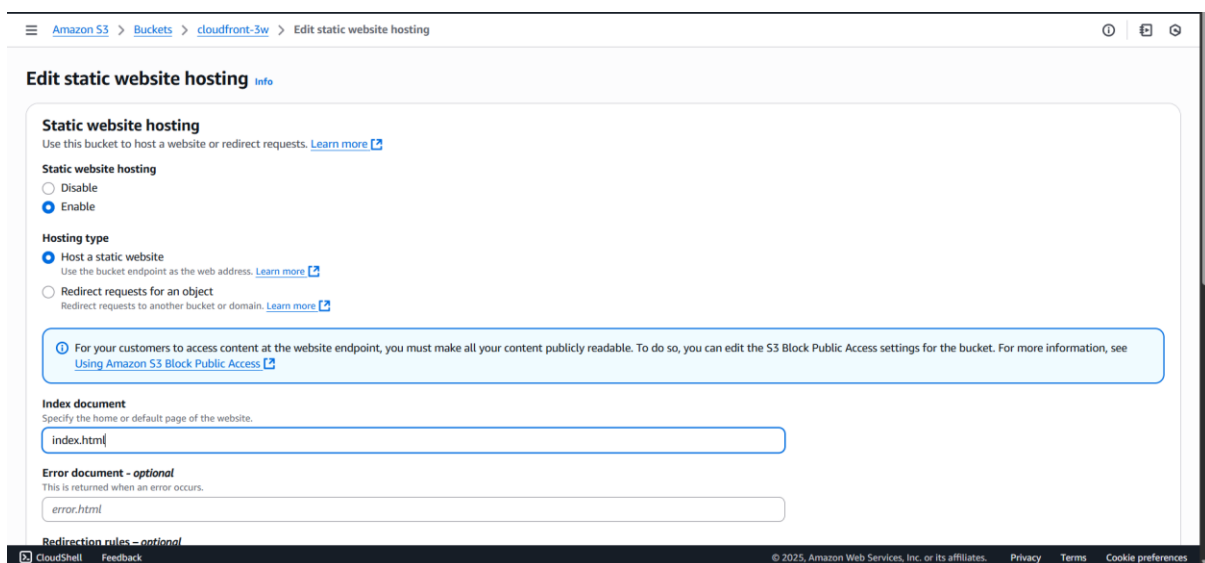 Amazon S3 > Buckets > cloudfront-3w > Edit static website hosting
Edit static website hosting Info
Static website hosting
Use this bucket to host a website or redirect requests. Learn more
Static website hosting
Disable
Enable
Hosting type
Host a static website
Use the bucket endpoint as the web address. Learn more
Redirect requests for an object
Redirect requests to another bucket or domain. Learn more
For your customers to access content at the website endpoint, you must make all your content publicly readable. To do so, you can edit the S3 Block Public Access settings for the bucket. For more information, see
Using Amazon S3 Block Public Access
Index document
Specify the home or default page of the website.
index.html
Error document - optional
This is returned when an error occurs.
error.html
Redirection rules – optional
CloudShell Feedback © 2025, Amazon Web Services, Inc. or its affiliates. Privacy Terms Cookie preferences